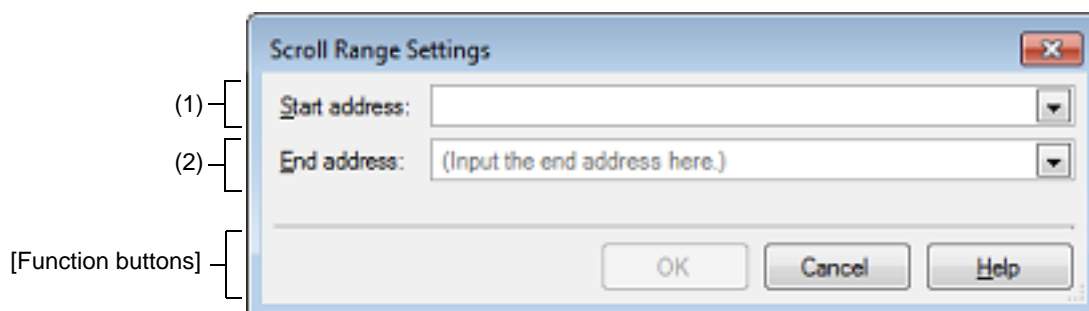 Scroll Range Settings
(1) Start address:
(2) End address: (Input the end address here.)
[Function buttons] OK Cancel Help